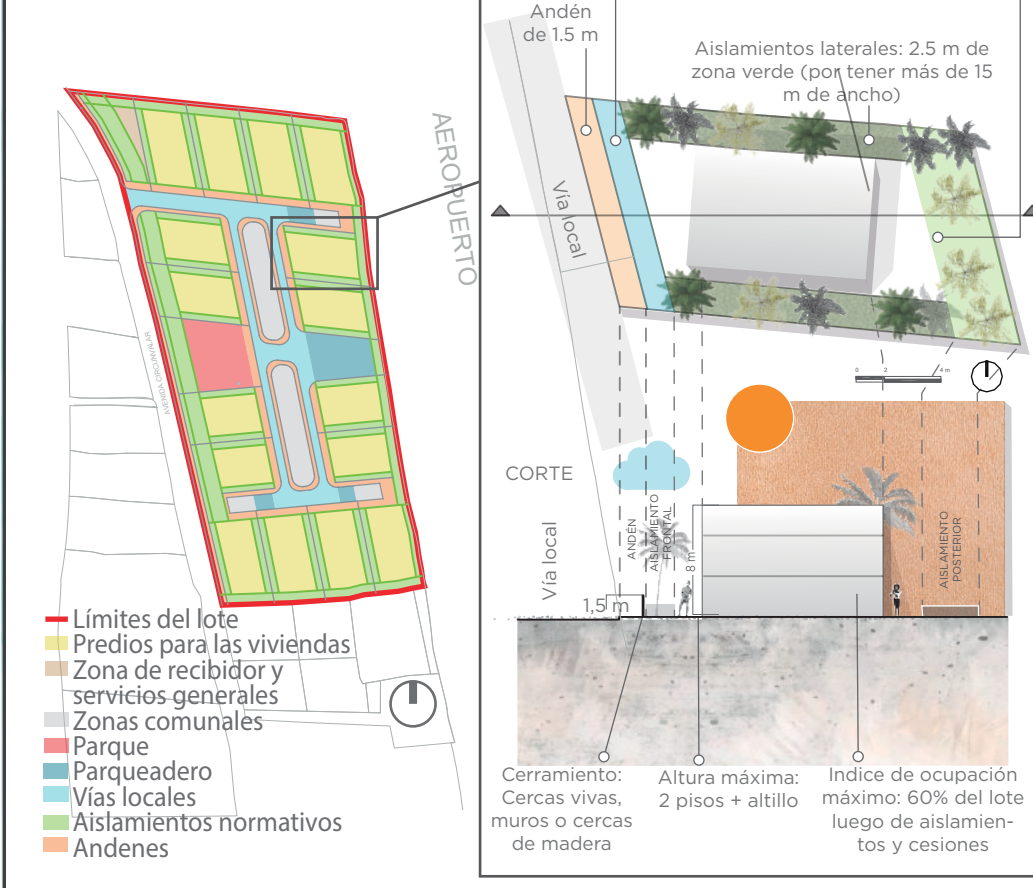 AEROPUERTO
AVENIDA CIRCUNVALAR
Límites del lote
Predios para las viviendas
Zona de recibidor y
servicios generales
Zonas comunales
Parque
Parqueadero
Vías locales
Aislamientos normativos
Andenes
Andén
de 1.5 m
Aislamientos laterales: 2.5 m de
zona verde (por tener más de 15
m de ancho)
Vía local
0 2 4 m
CORTE
Vía local
ANDÉN
AISLAMIENTO
FRONTAL
8 m
AISLAMIENTO
POSTERIOR
1,5 m
Cerramiento:
Cercas vivas,
muros o cercas
de madera
Altura máxima:
2 pisos + altillo
Indice de ocupación
máximo: 60% del lote
luego de aislamien-
tos y cesiones